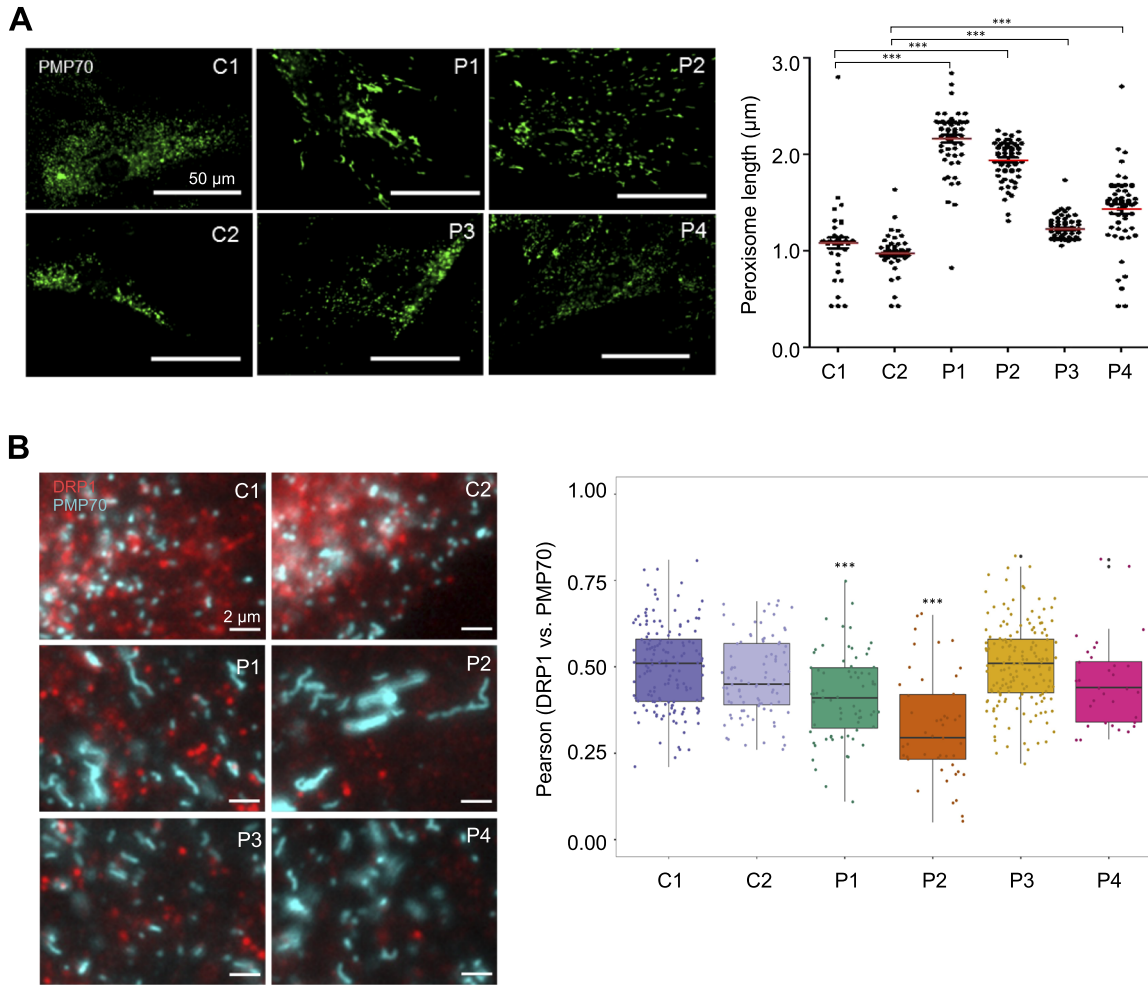 A
PMP70
C1
P1
P2
50 µm
C2
P3
P4
***
***
***
***
Peroxisome length (µm)
3.0
2.0
1.0
0.0
C1 C2 P1 P2 P3 P4
B
DRP1
PMP70
C1
C2
2 µm
P1
P2
P3
P4
Pearson (DRP1 vs. PMP70)
1.00
0.75
0.50
0.25
0.00
***
***
C1 C2 P1 P2 P3 P4